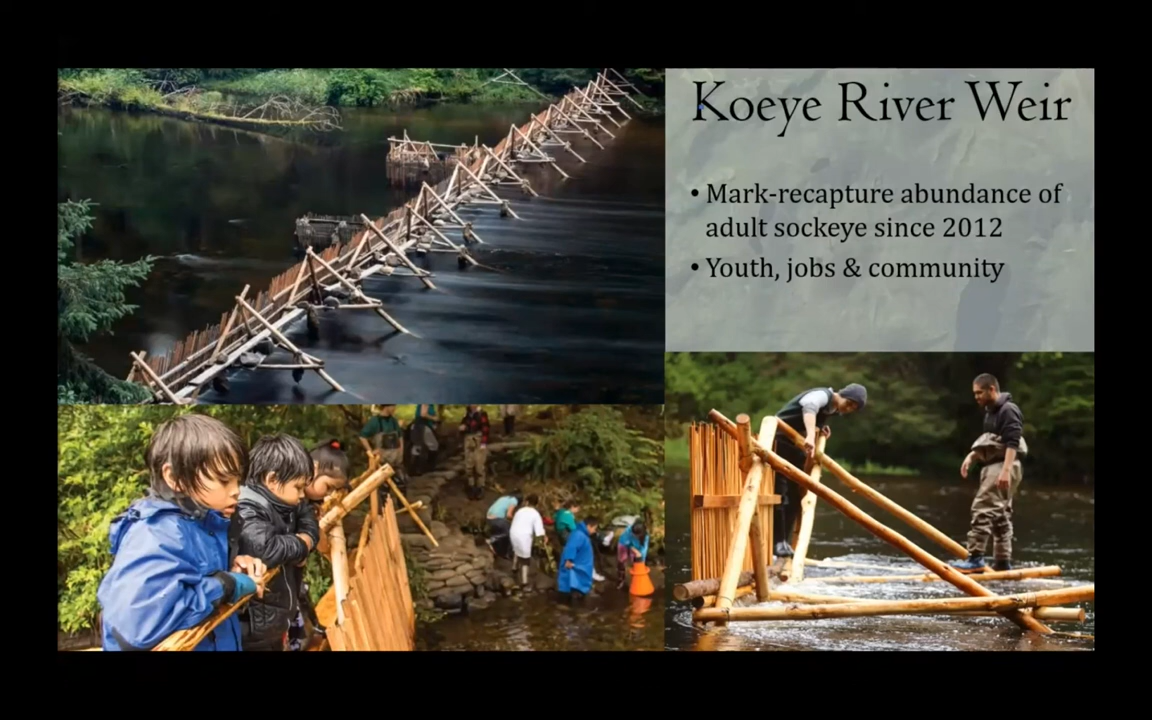 Koeye River Weir
• Mark-recapture abundance of
adult sockeye since 2012
• Youth, jobs & community